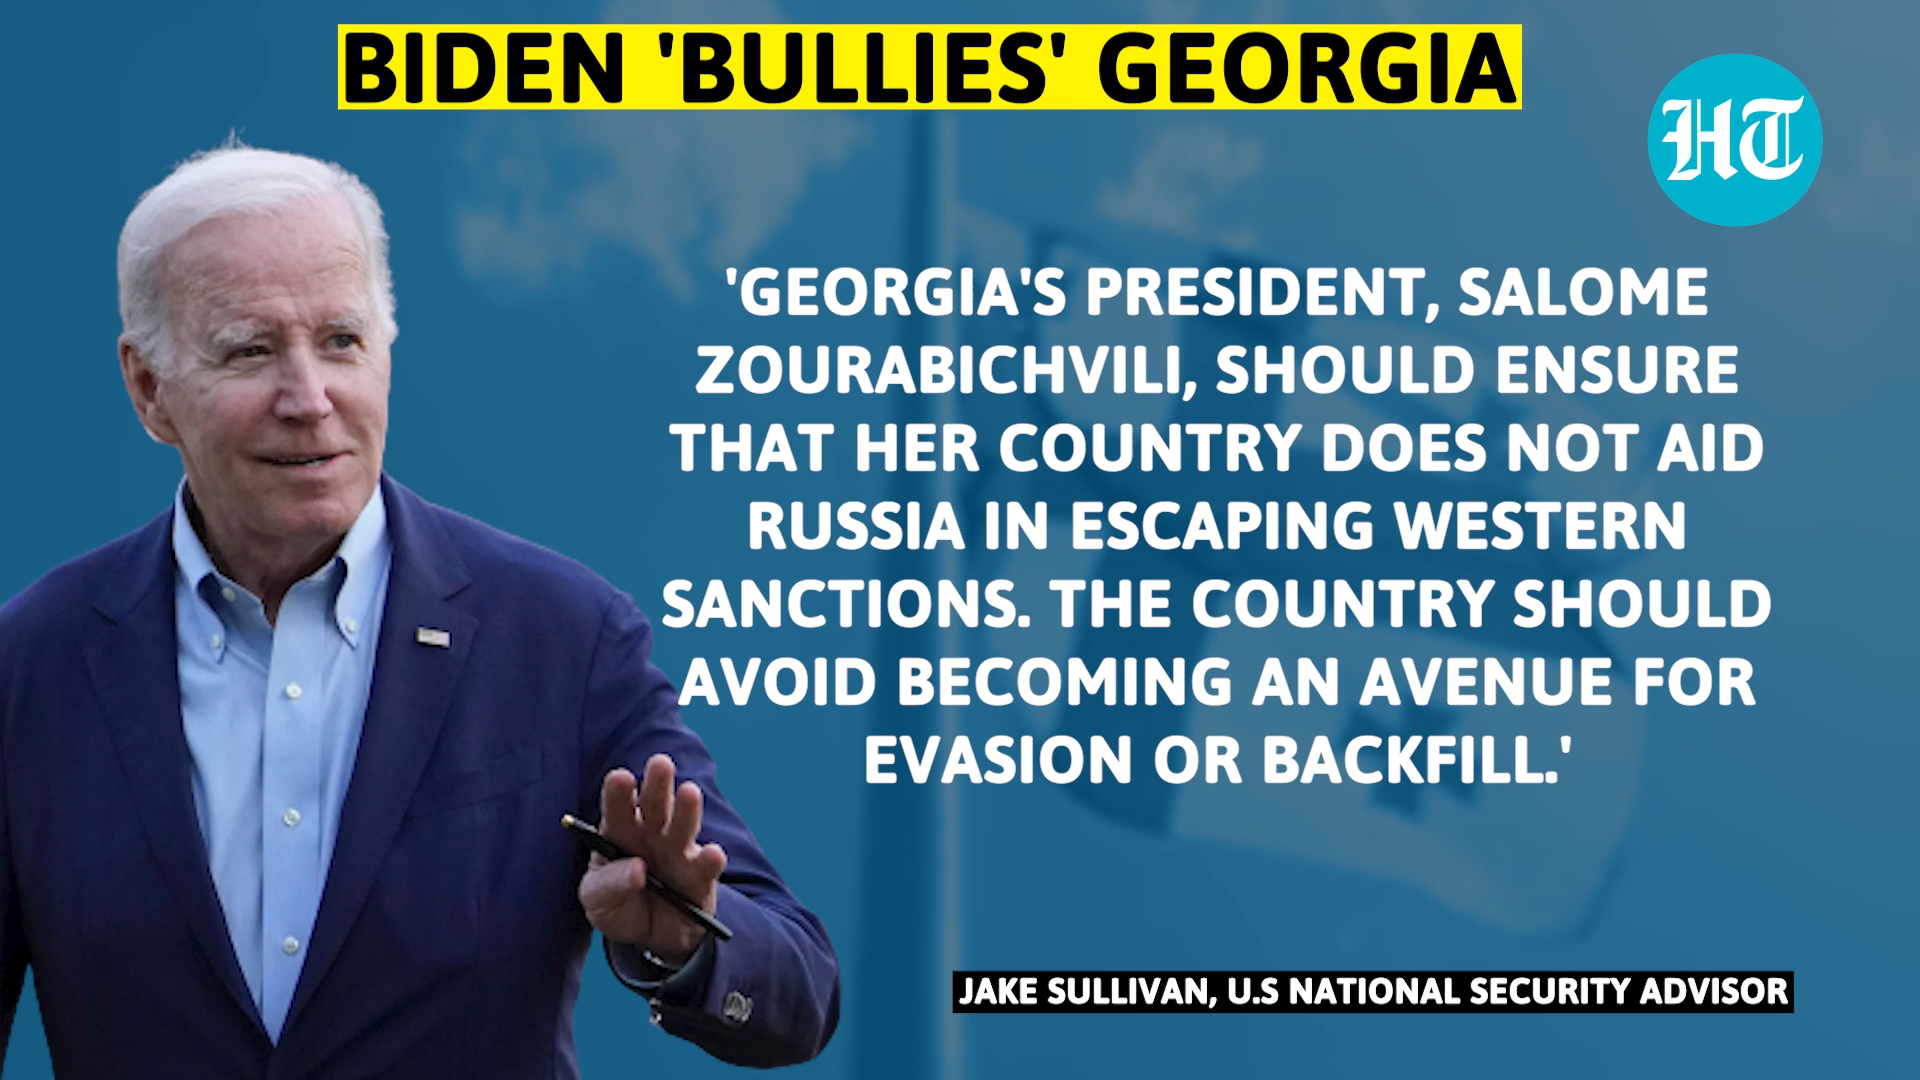 BIDEN 'BULLIES' GEORGIA
HT
'GEORGIA'S PRESIDENT, SALOME
ZOURABICHVILI, SHOULD ENSURE
THAT HER COUNTRY DOES NOT AID
RUSSIA IN ESCAPING WESTERN
SANCTIONS. THE COUNTRY SHOULD
AVOID BECOMING AN AVENUE FOR
EVASION OR BACKFILL.'
JAKE SULLIVAN, U.S NATIONAL SECURITY ADVISOR